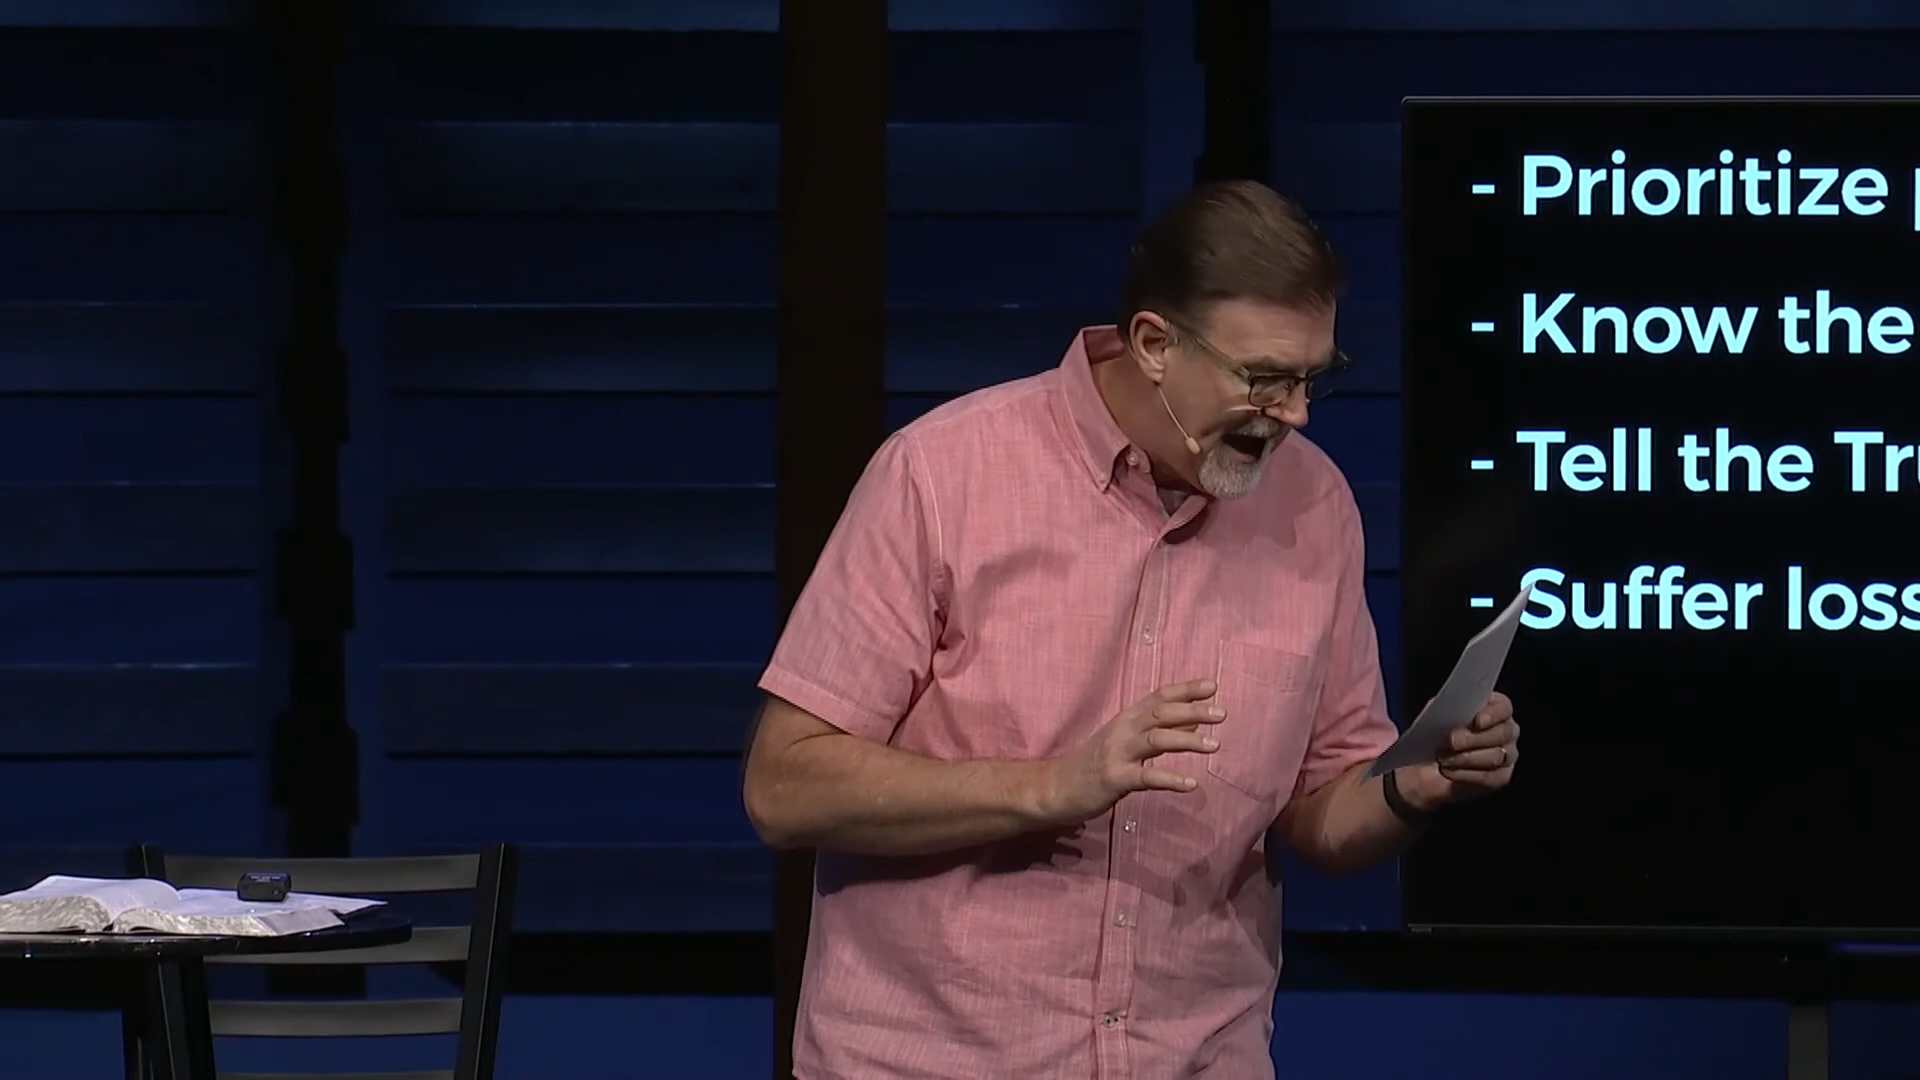 - Prioritize
- Know the
- Tell the
- Suffer loss